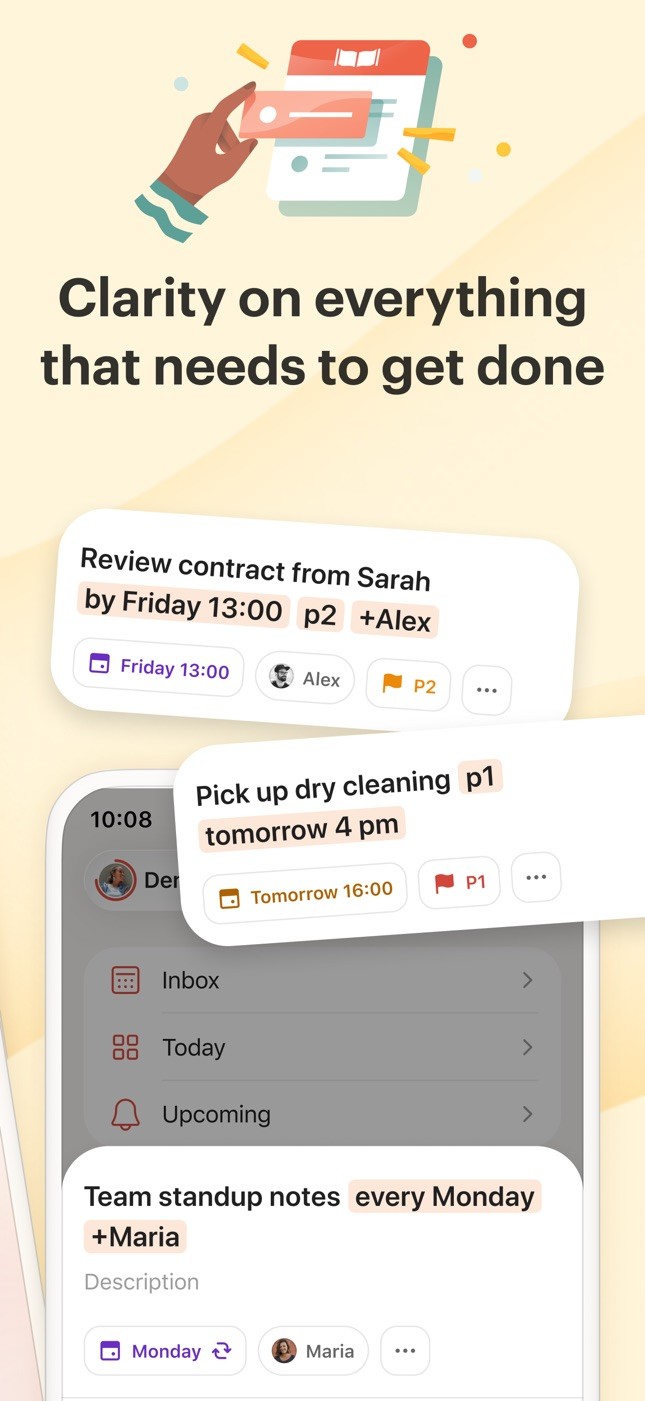 Clarity on everything
that needs to get done
Review contract from Sarah
by Friday 13:00 p2 +Alex
Friday 13:00 Alex P2
Pick up dry cleaning p1
tomorrow 4 pm
Tomorrow 16:00 P1
10:08
Inbox
Today
Upcoming
Team standup notes every Monday
+Maria
Description
Monday Maria